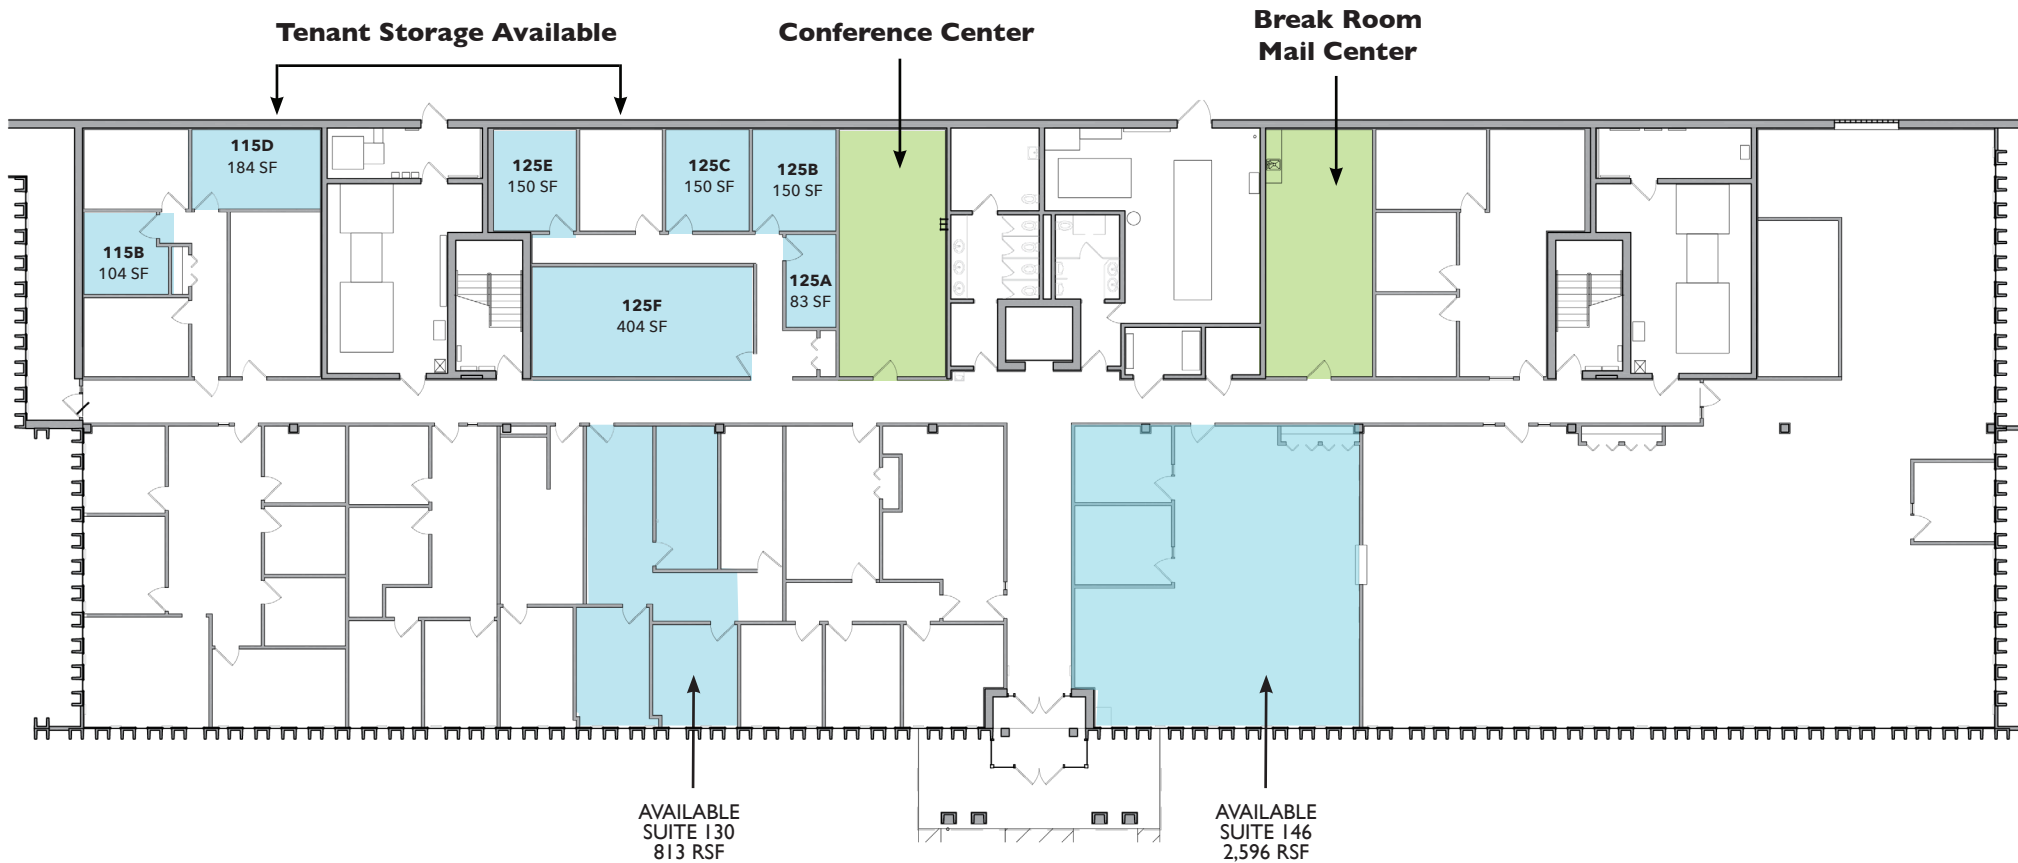 Tenant Storage Available
Conference Center
Break Room
Mail Center
115D
184 SF
115B
104 SF
125E
150 SF
125C
150 SF
125B
150 SF
125A
83 SF
125F
404 SF
AVAILABLE
SUITE 130
813 RSF
AVAILABLE
SUITE 146
2,596 RSF